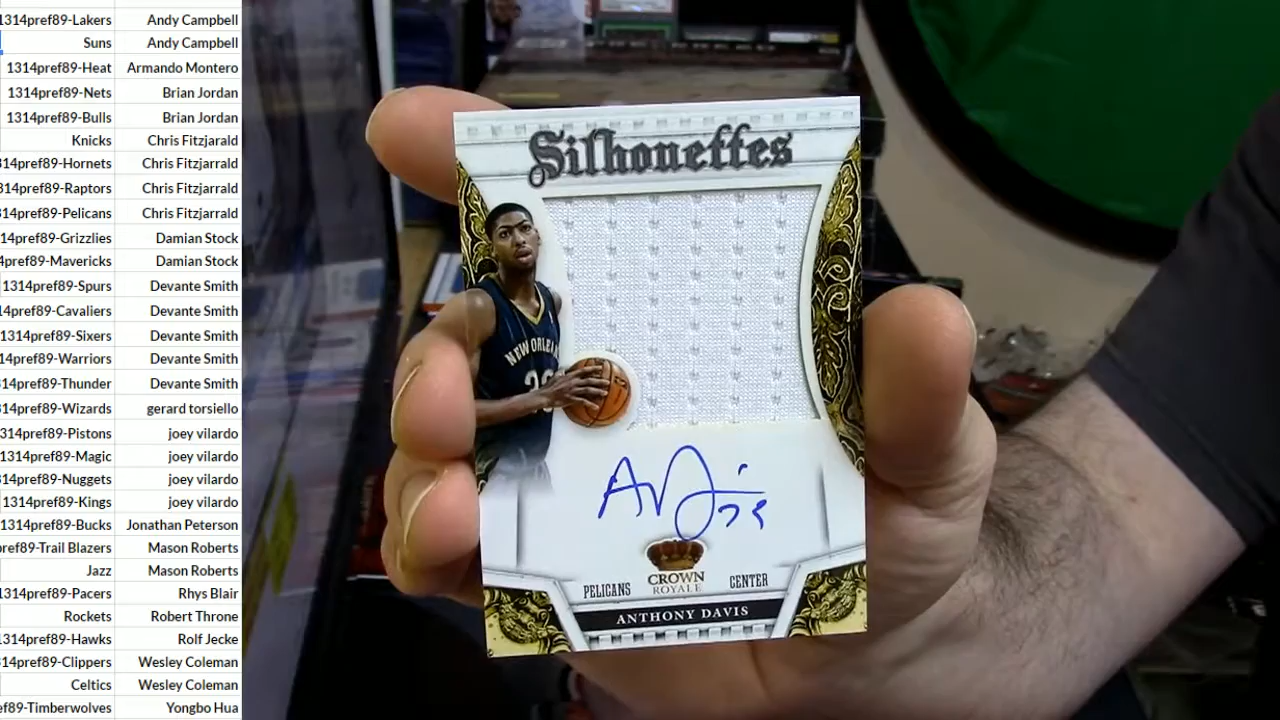 1314pref89-Lakers Andy Campbell
Suns Andy Campbell
1314pref89-Heat Armando Montero
1314pref89-Nets Brian Jordan
1314pref89-Bulls Brian Jordan
Knicks Chris Fitzjarald
314pref89-Hornets Chris Fitzjarrald
314pref89-Raptors Chris Fitzjarrald
314pref89-Pelicans Chris Fitzjarrald
14pref89-Grizzlies Damian Stock
4pref89-Mavericks Damian Stock
1314pref89-Spurs Devante Smith
14pref89-Cavaliers Devante Smith
1314pref89-Sixers Devante Smith
14pref89-Warriors Devante Smith
314pref89-Thunder Devante Smith
314pref89-Wizards gerard torsiello
1314pref89-Pistons joey vilardo
1314pref89-Magic joey vilardo
314pref89-Nuggets joey vilardo
1314pref89-Kings joey vilardo
1314pref89-Bucks Jonathan Peterson
ref89-Trail Blazers Mason Roberts
Jazz Mason Roberts
1314pref89-Pacers Rhys Blair
Rockets Robert Throne
1314pref89-Hawks Rolf Jecke
314pref89-Clippers Wesley Coleman
Celtics Wesley Coleman
ef89-Timberwolves Yongbo Hua
Silhouettes
NEW ORLEAN
PELICANS
CROWN
ROYALE
CENTER
ANTHONY DAVIS